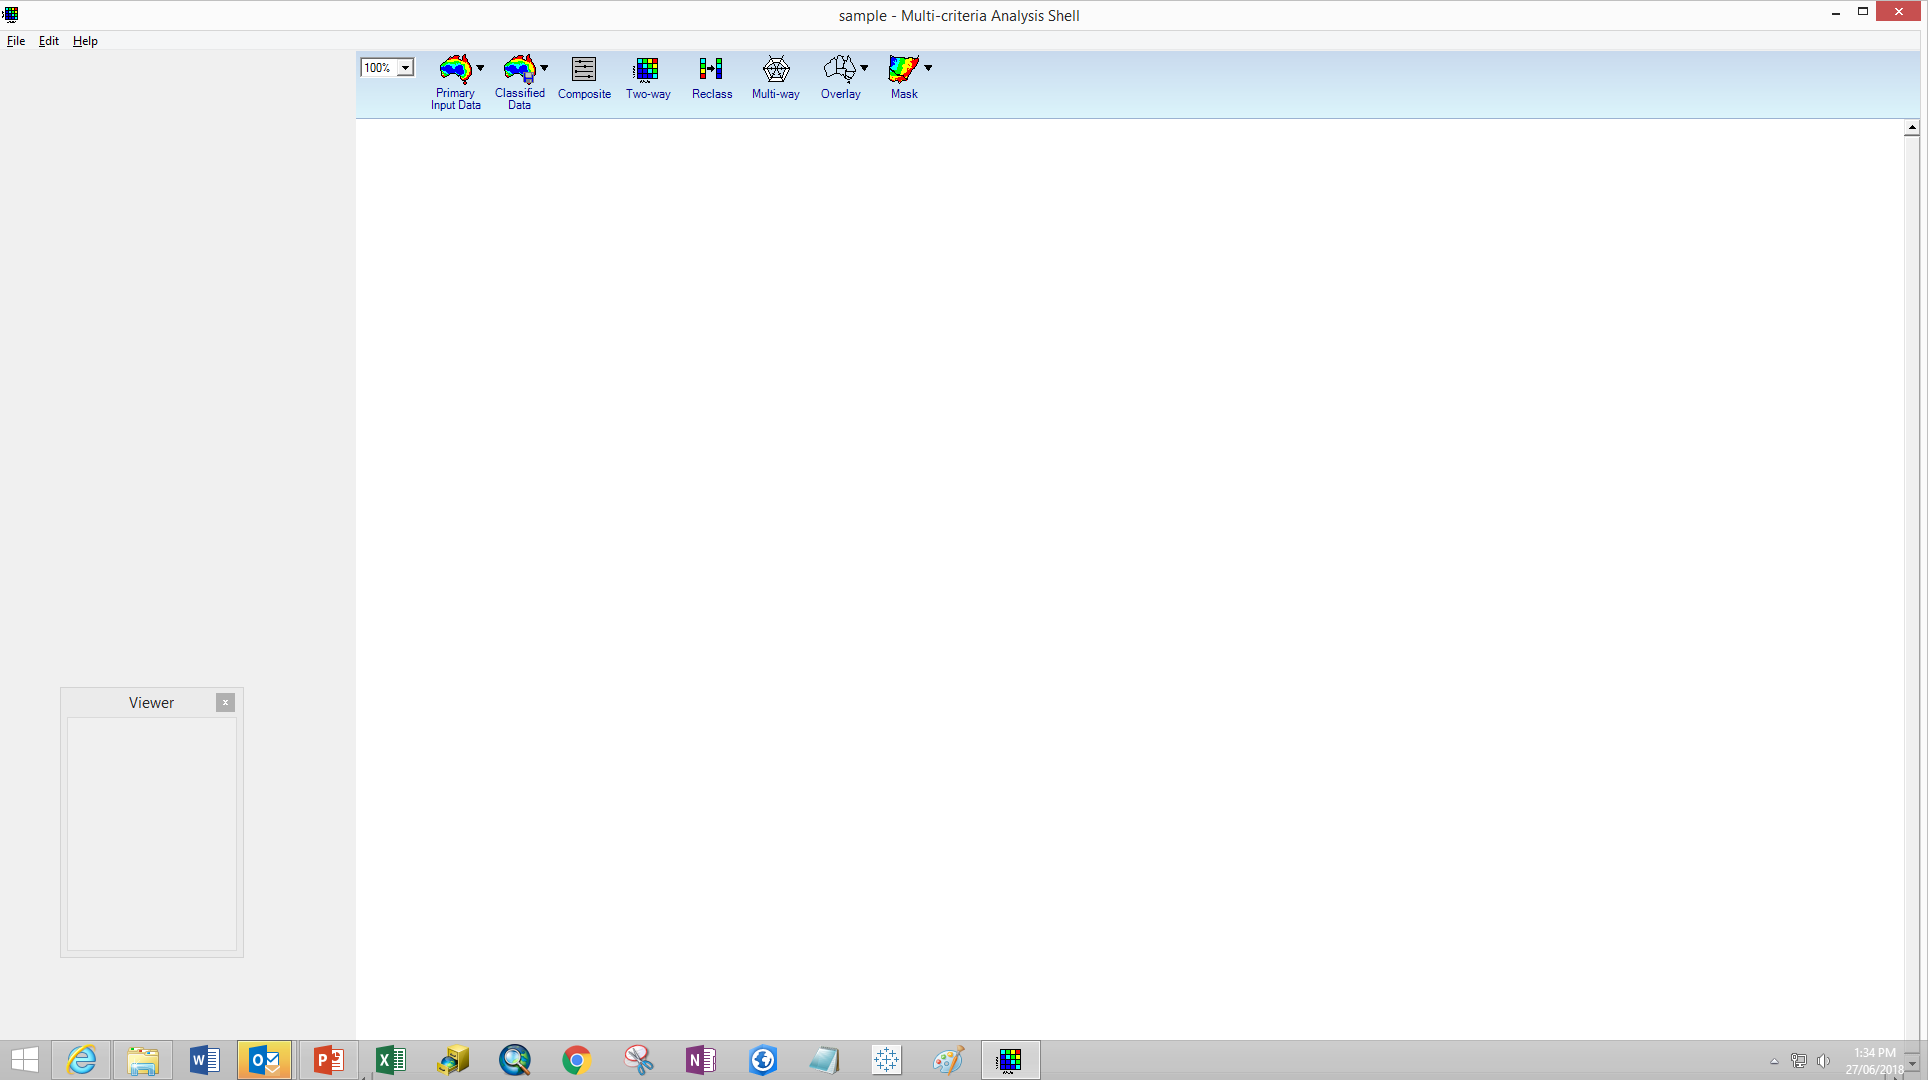 sample - Multi-criteria Analysis Shell
File Edit Help
100%
Primary
Input Data
Classified
Data
Composite
Two-way
Reclass
Multi-way
Overlay
Mask
Viewer
1:34 PM
27/06/2018